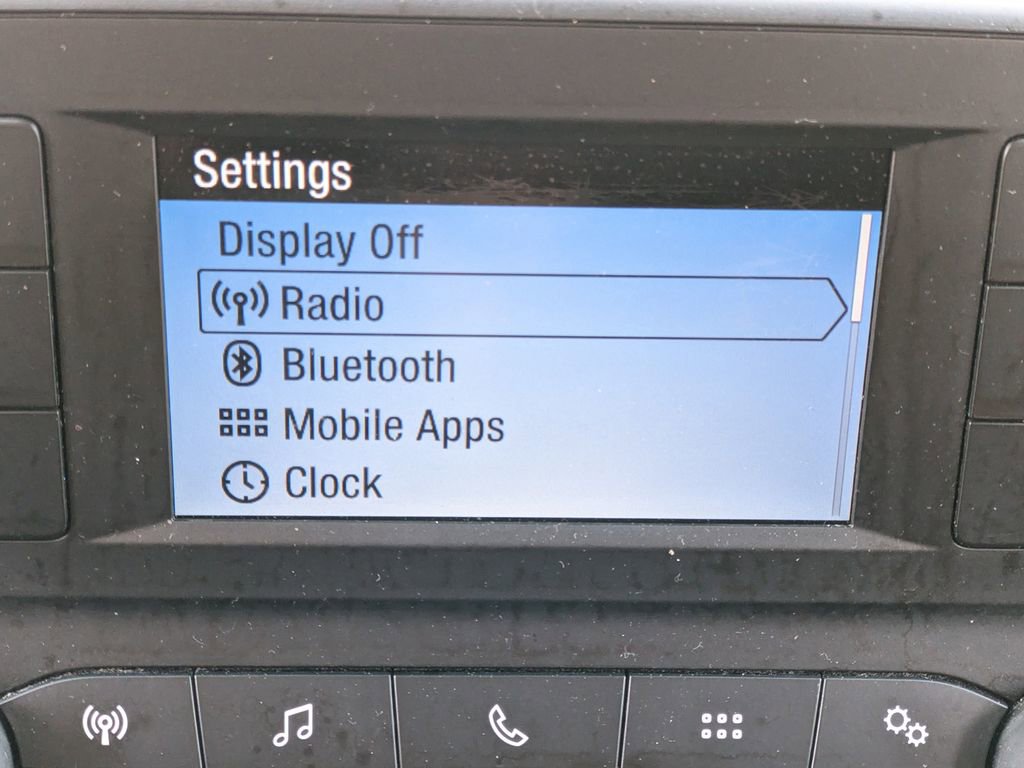 Settings
Display Off
Radio
Bluetooth
Mobile Apps
Clock